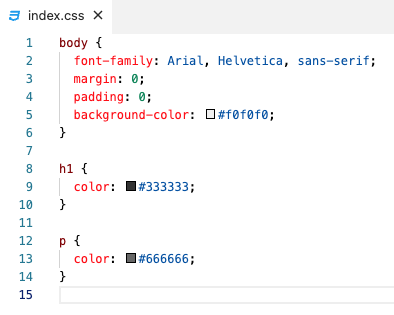 index.css
1 body {
2   font-family: Arial, Helvetica, sans-serif;
3   margin: 0;
4   padding: 0;
5   background-color: #f0f0f0;
6 }
7
8 h1 {
9   color: #333333;
10 }
11
12 p {
13   color: #666666;
14 }
15